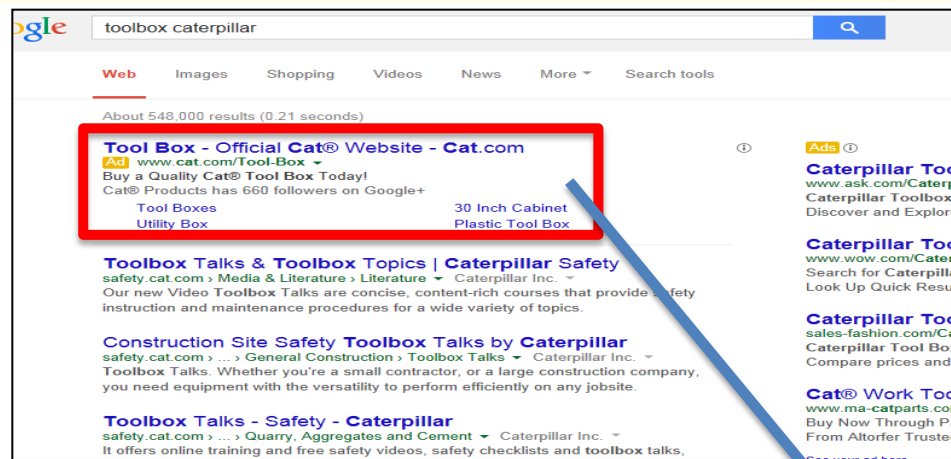 ogle toolbox caterpillar
Web Images Shopping Videos News More Search tools
About 548,000 results (0.21 seconds)
Tool Box - Official Cat® Website - Cat.com
Ad www.cat.com/Tool-Box
Buy a Quality Cat® Tool Box Today!
Cat® Products has 660 followers on Google+
Tool Boxes 30 Inch Cabinet
Utility Box Plastic Tool Box
Toolbox Talks & Toolbox Topics | Caterpillar Safety
safety.cat.com › Media & Literature › Literature Caterpillar Inc.
Our new Video Toolbox Talks are concise, content-rich courses that provide safety
instruction and maintenance procedures for a wide variety of topics.
Construction Site Safety Toolbox Talks by Caterpillar
safety.cat.com › ... › General Construction › Toolbox Talks Caterpillar Inc.
Toolbox Talks. Whether you're a small contractor, or a large construction company,
you need equipment with the versatility to perform efficiently on any jobsite.
Toolbox Talks - Safety - Caterpillar
safety.cat.com › ... › Quarry, Aggregates and Cement Caterpillar Inc.
It offers online training and free safety videos, safety checklists and toolbox talks,
Ads
Caterpillar Too
www.ask.com/Caterp
Caterpillar Toolbox
Discover and Explor
Caterpillar Too
www.wow.com/Cater
Search for Caterpilla
Look Up Quick Resu
Caterpillar Too
sales-fashion.com/Ca
Caterpillar Tool Bo
Compare prices and
Cat® Work Too
www.ma-catparts.co
Buy Now Through P
From Altorfer Truste